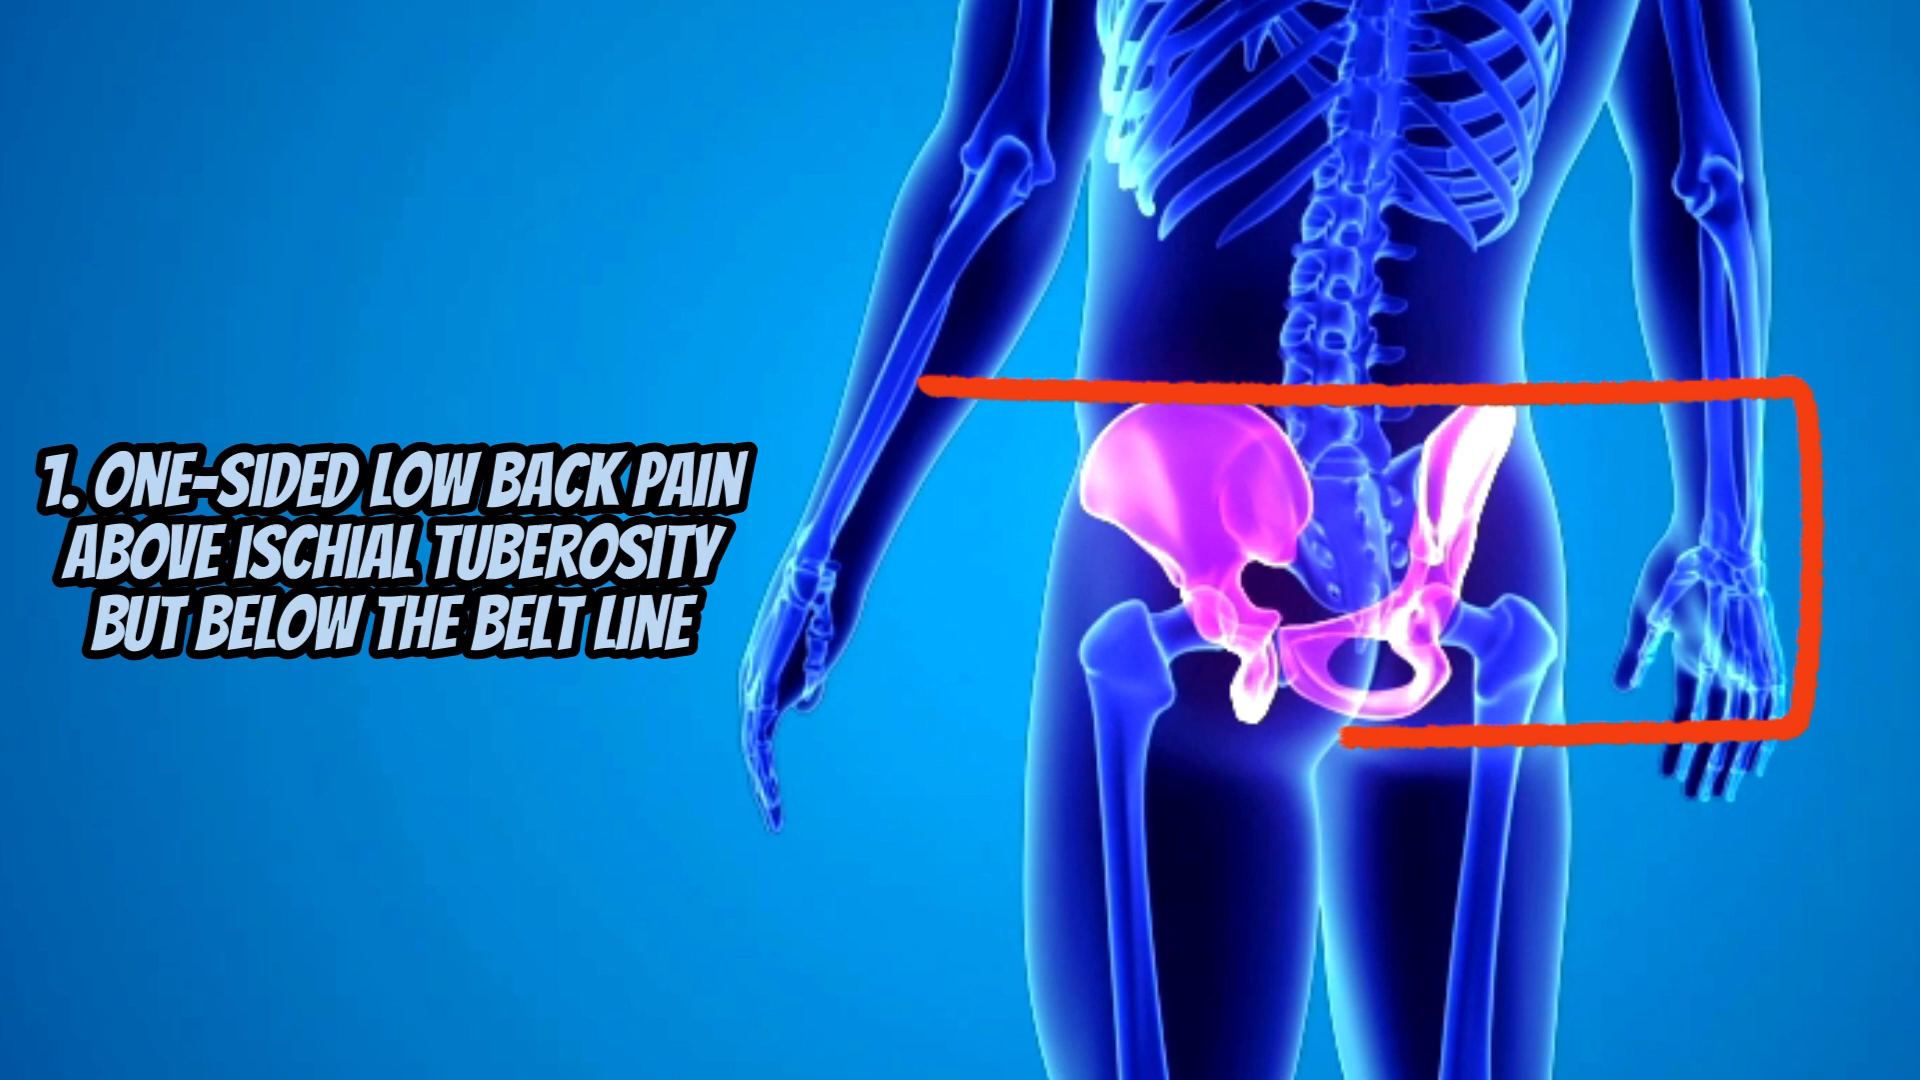 1. ONE-SIDED LOW BACK PAIN
ABOVE ISCHIAL TUBEROSITY
BUT BELOW THE BELT LINE